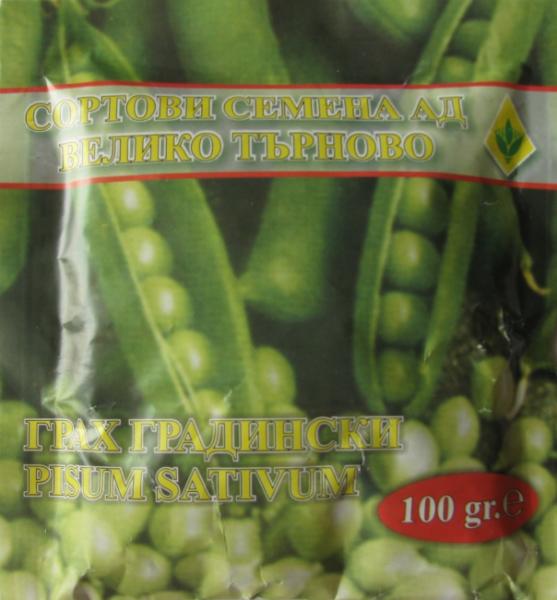 СОРТОВИ СЕМЕНА АД
ВЕЛИКО ТЪРНОВО
ГРАХ ГРАДИНСКИ
PISUM SATIVUM
100 gr.℮